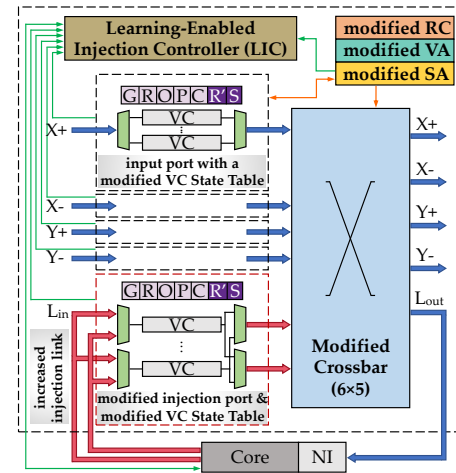 Learning-Enabled
Injection Controller (LIC)
modified RC
modified VA
modified SA
G R O P C R'S
X+
VC
VC
input port with a
modified VC State Table
X-
Y+
Y-
G R O P C R'S
Lin
VC
VC
modified injection port &
modified VC State Table
increased
injection link
Modified
Crossbar
(6×5)
X+
X-
Y+
Y-
Lout
Core
NI